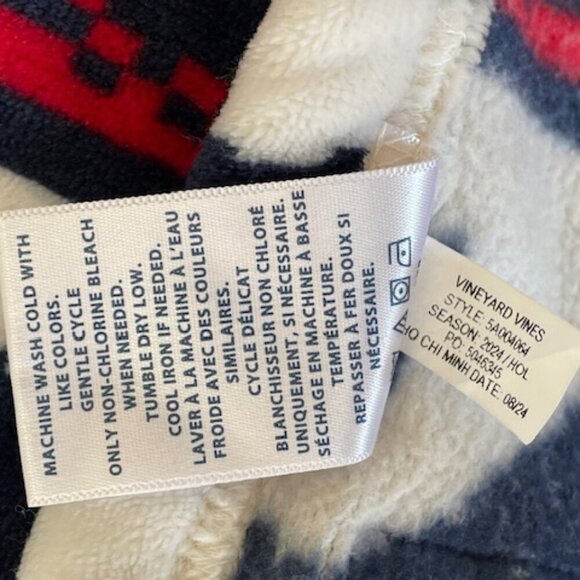 MACHINE WASH COLD WITH
LIKE COLORS.
GENTLE CYCLE
ONLY NON-CHLORINE BLEACH
WHEN NEEDED.
TUMBLE DRY LOW.
COOL IRON IF NEEDED.
LAVER À LA MACHINE À L'EAU
FROIDE AVEC DES COULEURS
SIMILAIRES.
CYCLE DÉLICAT
BLANCHISSEUR NON CHLORÉ
UNIQUEMENT, SI NÉCESSAIRE.
SÉCHAGE EN MACHINE À BASSE
TEMPÉRATURE.
REPASSER À FER DOUX SI
NÉCESSAIRE.
VINEYARD VINES
STYLE: 5A004064
SEASON: 2024 / HOL
PO: 5046345
HO CHI MINH DATE: 08/24